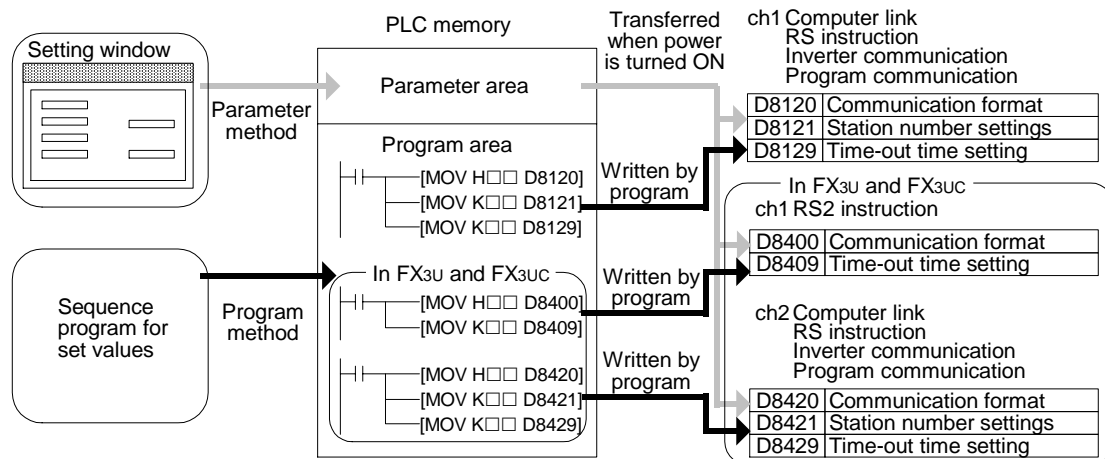 Setting window
Parameter
method
Sequence
program for
set values
Program
method
PLC memory
Parameter area
Program area
[MOV H□□ D8120]
[MOV K□□ D8121]
[MOV K□□ D8129]
In FX3U and FX3UC
[MOV H□□ D8400]
[MOV K□□ D8409]
[MOV H□□ D8420]
[MOV K□□ D8421]
[MOV K□□ D8429]
Transferred
when power
is turned ON
Written by
program
Written by
program
Written by
program
ch1 Computer link
RS instruction
Inverter communication
Program communication
D8120 Communication format
D8121 Station number settings
D8129 Time-out time setting
In FX3U and FX3UC
ch1 RS2 instruction
D8400 Communication format
D8409 Time-out time setting
ch2 Computer link
RS instruction
Inverter communication
Program communication
D8420 Communication format
D8421 Station number settings
D8429 Time-out time setting